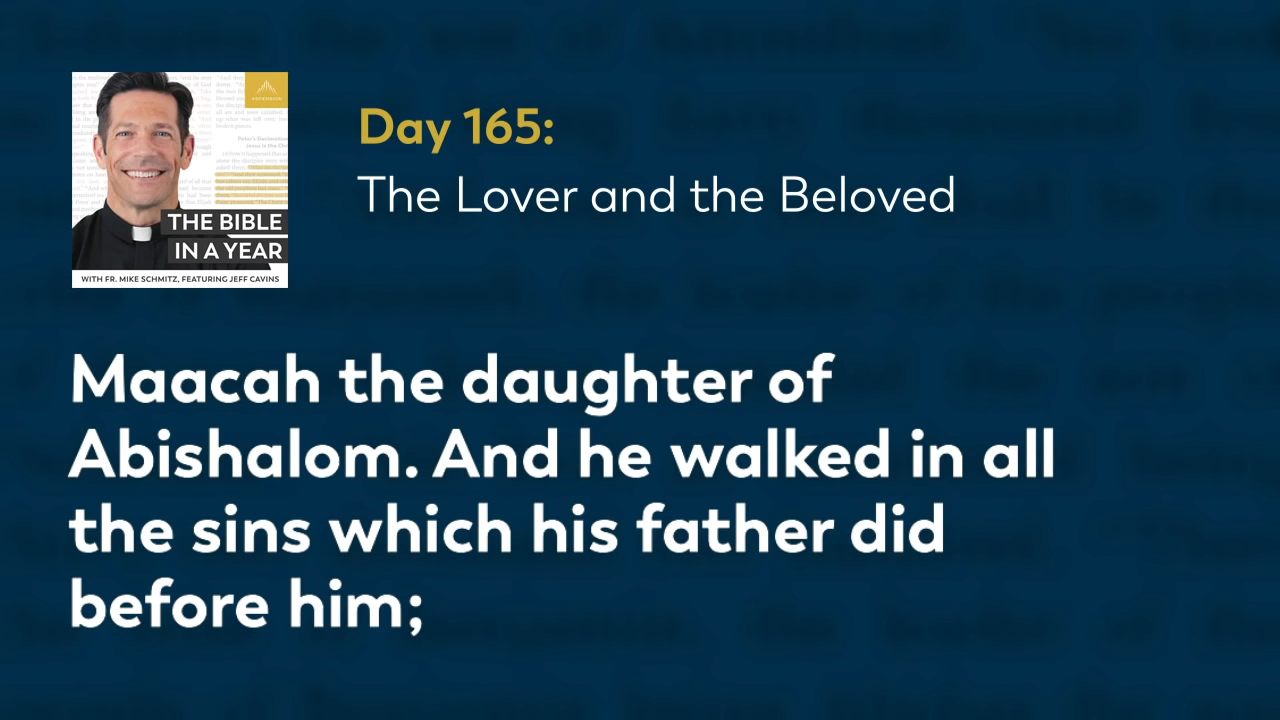 Day 165:
The Lover and the Beloved
THE BIBLE
IN A YEAR
WITH FR. MIKE SCHMITZ, FEATURING JEFF CAVINS
Maacah the daughter of
Abishalom. And he walked in all
the sins which his father did
before him;